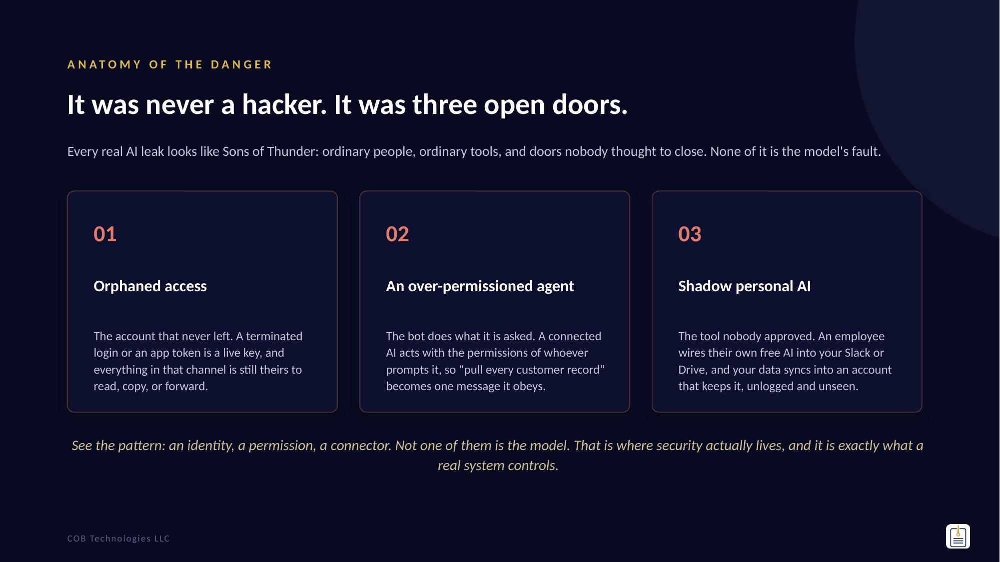 ANATOMY OF THE DANGER
It was never a hacker. It was three open doors.
Every real AI leak looks like Sons of Thunder: ordinary people, ordinary tools, and doors nobody thought to close. None of it is the model's fault.
01
Orphaned access
The account that never left. A terminated
login or an app token is a live key, and
everything in that channel is still theirs to
read, copy, or forward.
02
An over-permissioned agent
The bot does what it is asked. A connected
AI acts with the permissions of whoever
prompts it, so “pull every customer record”
becomes one message it obeys.
03
Shadow personal AI
The tool nobody approved. An employee
wires their own free AI into your Slack or
Drive, and your data syncs into an account
that keeps it, unlogged and unseen.
See the pattern: an identity, a permission, a connector. Not one of them is the model. That is where security actually lives, and it is exactly what a
real system controls.
COB Technologies LLC